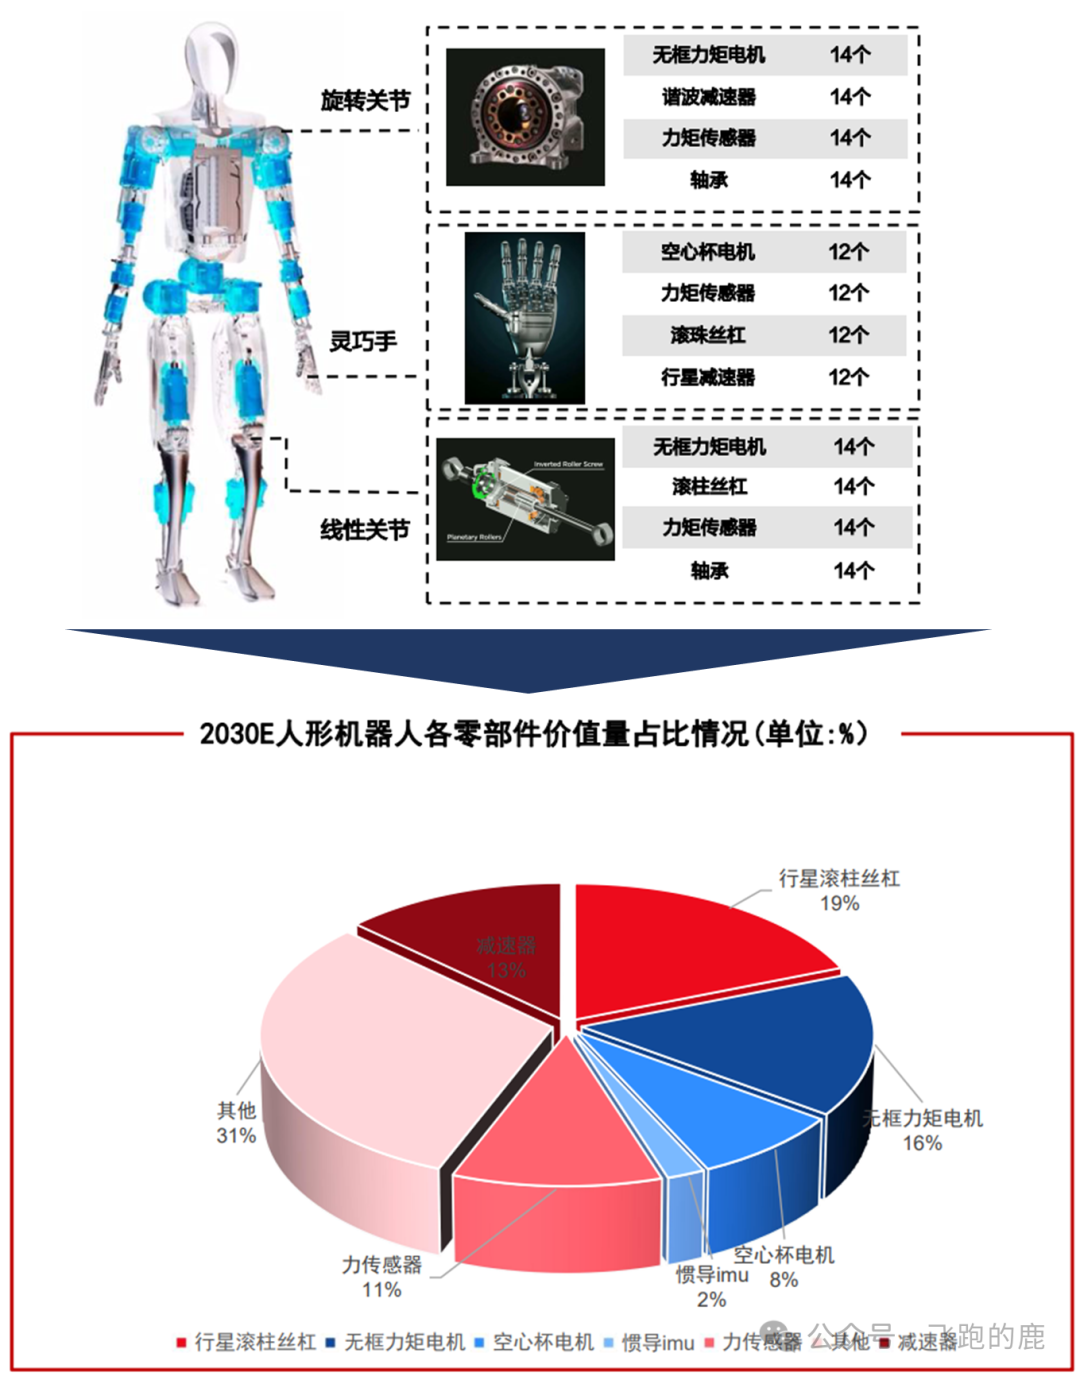 旋转关节
无框力矩电机 14个
谐波减速器 14个
力矩传感器 14个
轴承 14个
灵巧手
空心杯电机 12个
力矩传感器 12个
滚珠丝杠 12个
行星减速器 12个
线性关节
Inverted Roller Screw
Planetary Rollers
无框力矩电机 14个
滚柱丝杠 14个
力矩传感器 14个
轴承 14个
2030E人形机器人各零部件价值量占比情况(单位:%)
行星滚柱丝杠
19%
减速器
13%
无框力矩电机
16%
其他
31%
空心杯电机
8%
惯导imu
2%
力传感器
11%
行星滚柱丝杠 无框力矩电机 空心杯电机 惯导imu 力传感器 其他 减速器
公众号 · 飞跑的鹿